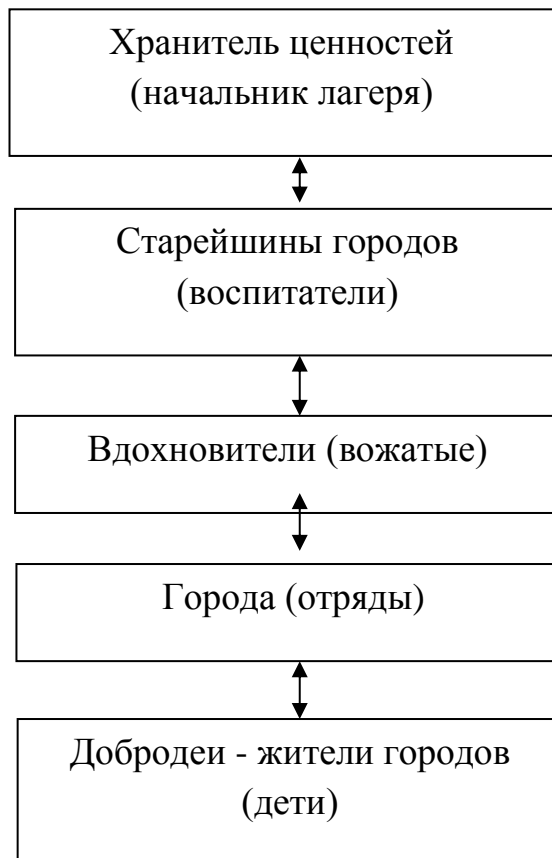 Хранитель ценностей
(начальник лагеря)
Старейшины городов
(воспитатели)
Вдохновители (вожатые)
Города (отряды)
Добродеи - жители городов
(дети)